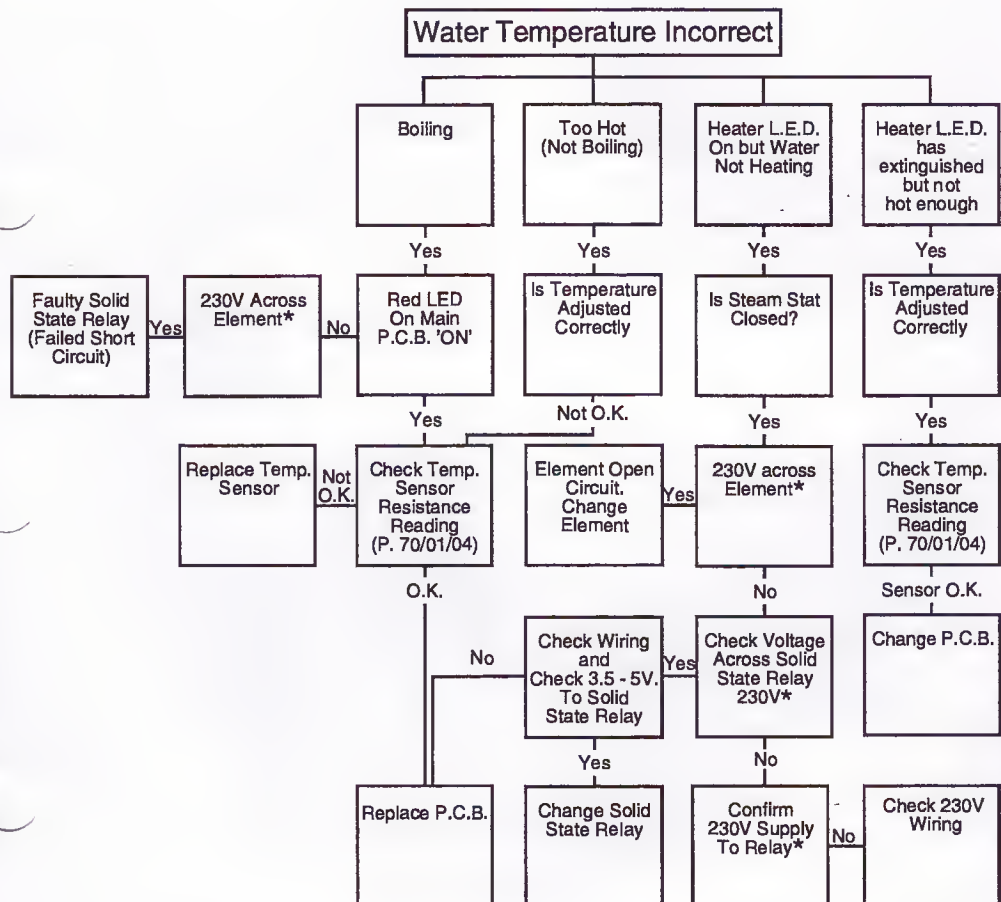 Water Temperature Incorrect
Boiling
Too Hot
(Not Boiling)
Heater L.E.D.
On but Water
Not Heating
Heater L.E.D.
has
extinguished
but not
hot enough
Yes
Yes
Yes
Yes
Faulty Solid
State Relay
(Failed Short
Circuit)
Yes
230V Across
Element*
No
Red LED
On Main
P.C.B. 'ON'
Is Temperature
Adjusted
Correctly
Is Steam Stat
Closed?
Is Temperature
Adjusted
Correctly
Yes
Not O.K.
Yes
Yes
Replace Temp.
Sensor
Not
O.K.
Check Temp.
Sensor
Resistance
Reading
(P. 70/01/04)
Element Open
Circuit.
Change
Element
Yes
230V across
Element*
Check Temp.
Sensor
Resistance
Reading
(P. 70/01/04)
O.K.
No
Sensor O.K.
No
Check Wiring
and
Check 3.5 - 5V.
To Solid
State Relay
Yes
Check Voltage
Across Solid
State Relay
230V*
Change P.C.B.
Yes
No
Replace P.C.B.
Change Solid
State Relay
Confirm
230V Supply
To Relay*
No
Check 230V
Wiring